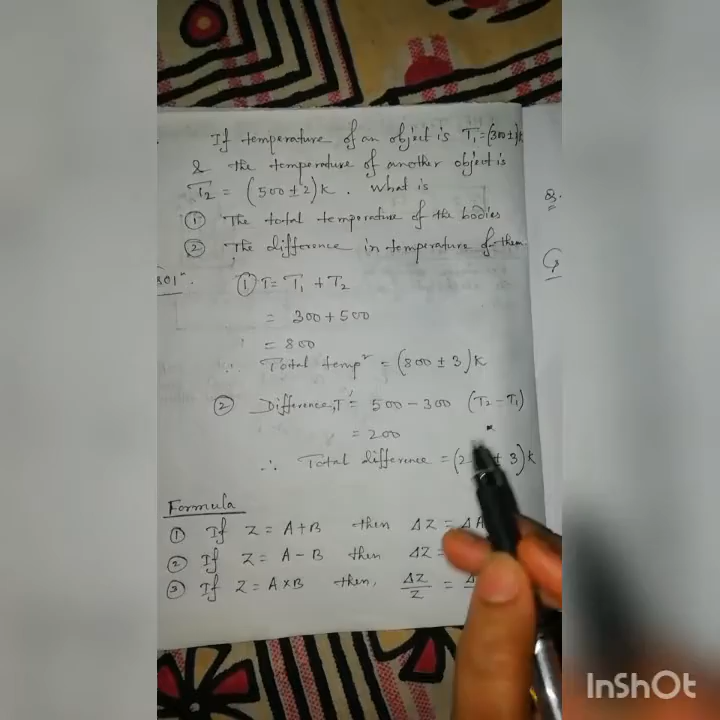 If temperature of an object is T₁=(300±1)k
& the temperature of another object is
T₂ = (500±2)k. What is
① The total temperature of the bodies
② The difference in temperature of them
Solⁿ.
① T= T₁ + T₂
= 300+500
= 800
∴ Total tempʳ = (800 ± 3)k
② Difference, T' = 500-300 (T₂-T₁)
= 200
∴ Total difference = (2 ± 3)k
Formula
① If Z = A+B then ΔZ = ΔA
② If Z = A-B then ΔZ =
③ If Z = A×B then, ΔZ/Z = Δ
Q.
InShOt